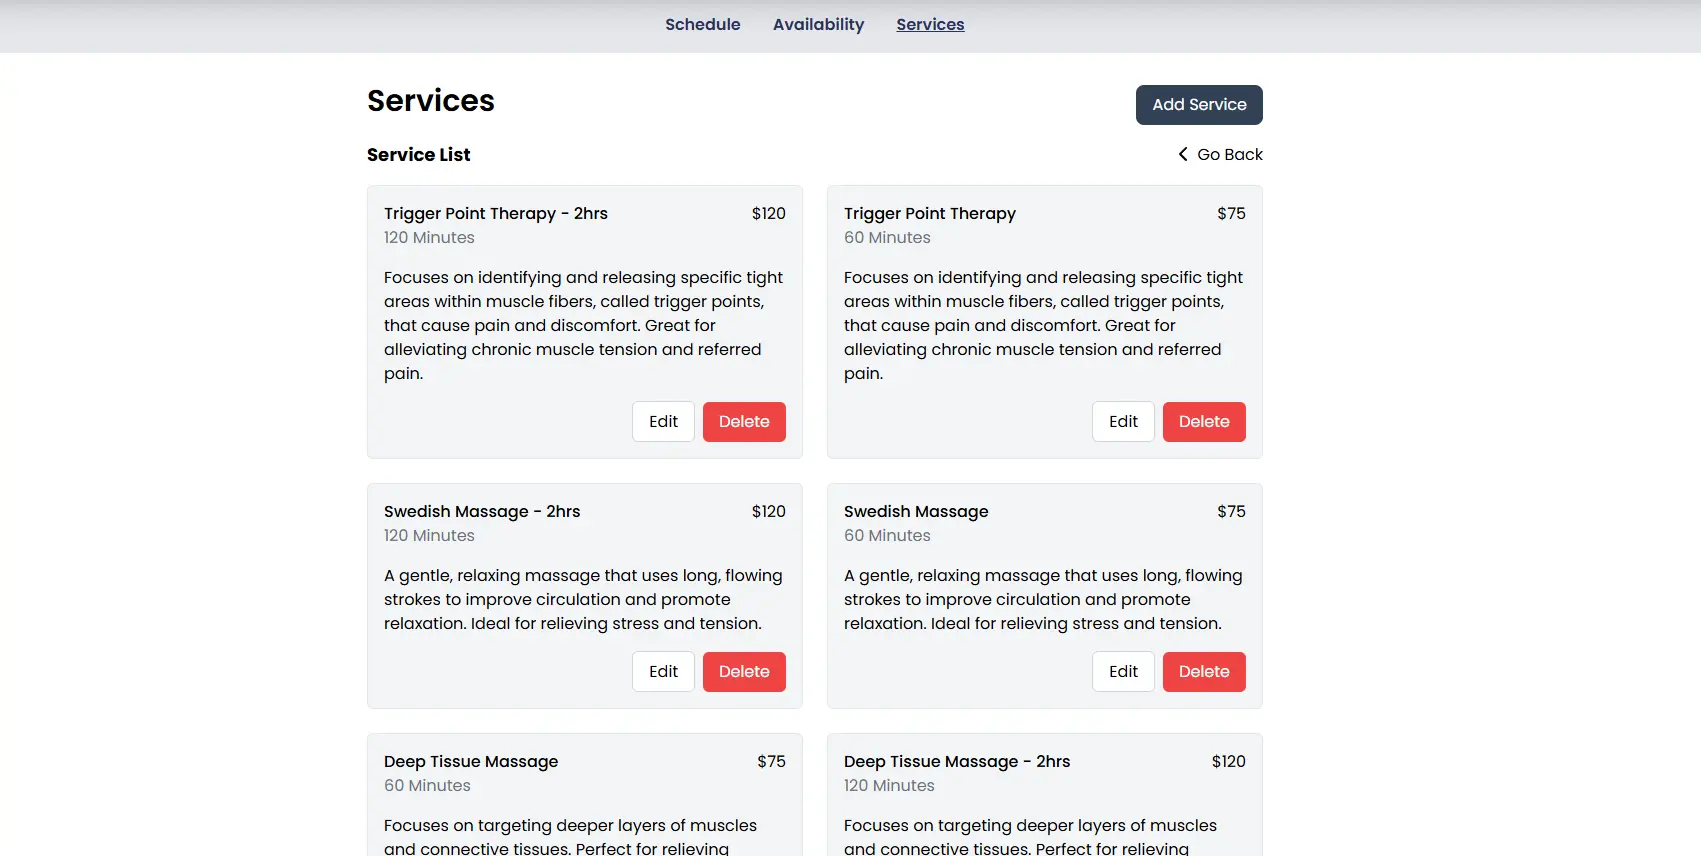 Schedule Availability Services
Services
Add Service
Service List
Go Back
Trigger Point Therapy - 2hrs $120
120 Minutes
Focuses on identifying and releasing specific tight
areas within muscle fibers, called trigger points,
that cause pain and discomfort. Great for
alleviating chronic muscle tension and referred
pain.
Edit Delete
Trigger Point Therapy $75
60 Minutes
Focuses on identifying and releasing specific tight
areas within muscle fibers, called trigger points,
that cause pain and discomfort. Great for
alleviating chronic muscle tension and referred
pain.
Edit Delete
Swedish Massage - 2hrs $120
120 Minutes
A gentle, relaxing massage that uses long, flowing
strokes to improve circulation and promote
relaxation. Ideal for relieving stress and tension.
Edit Delete
Swedish Massage $75
60 Minutes
A gentle, relaxing massage that uses long, flowing
strokes to improve circulation and promote
relaxation. Ideal for relieving stress and tension.
Edit Delete
Deep Tissue Massage $75
60 Minutes
Focuses on targeting deeper layers of muscles
and connective tissues. Perfect for relieving
Deep Tissue Massage - 2hrs $120
120 Minutes
Focuses on targeting deeper layers of muscles
and connective tissues. Perfect for relieving